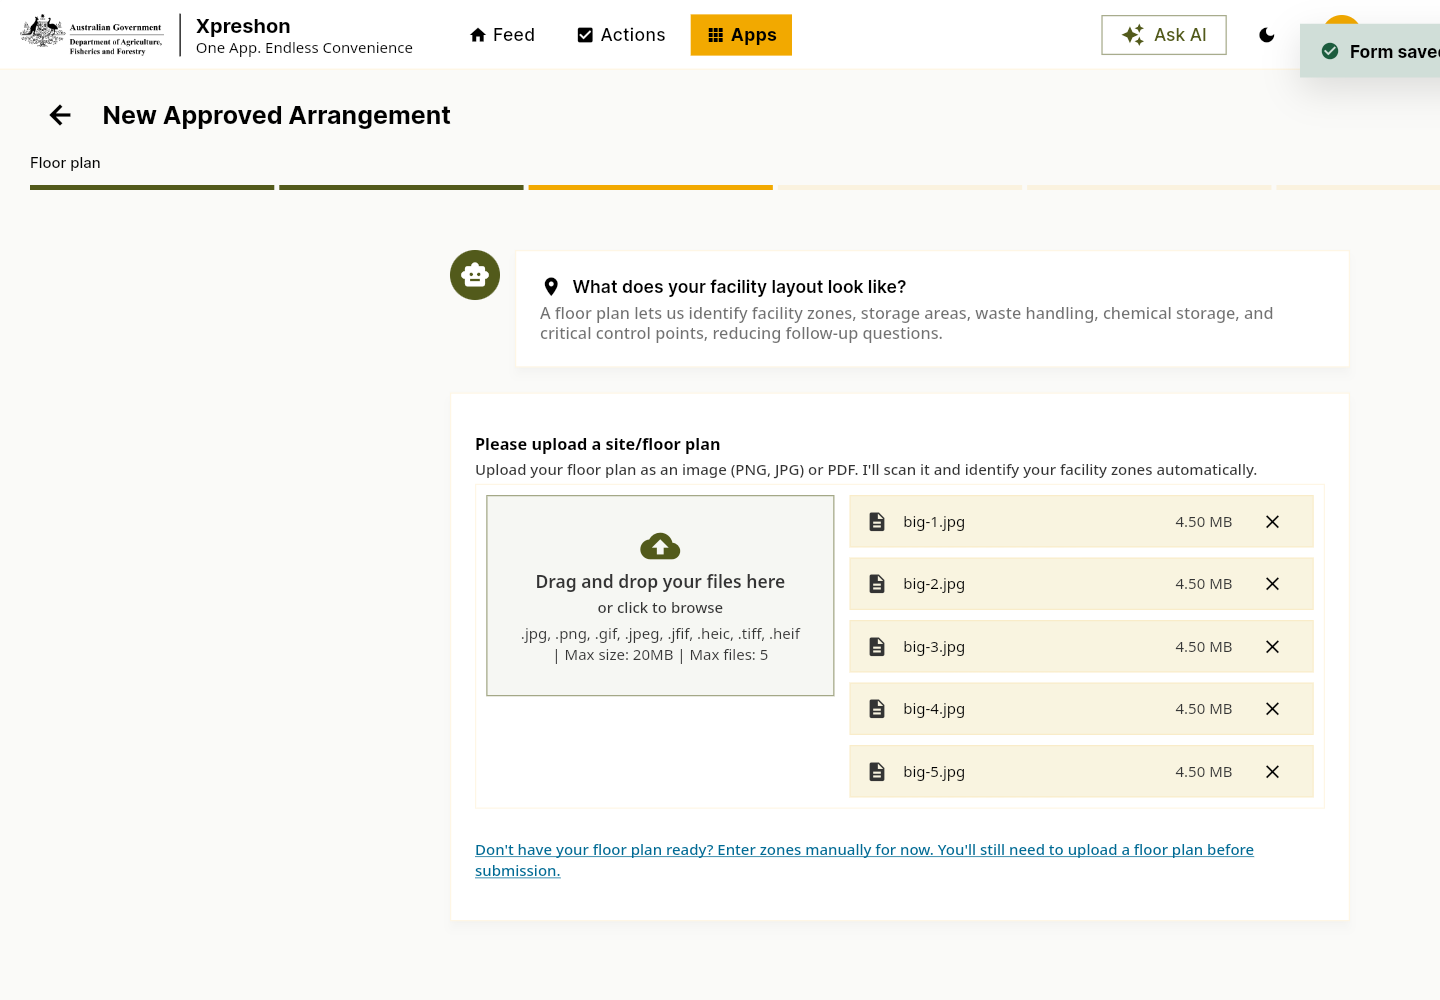 Australian Government
Department of Agriculture,
Fisheries and Forestry
Xpreshon
One App. Endless Convenience
Feed
Actions
Apps
Ask AI
Form saved
New Approved Arrangement
Floor plan
What does your facility layout look like?
A floor plan lets us identify facility zones, storage areas, waste handling, chemical storage, and
critical control points, reducing follow-up questions.
Please upload a site/floor plan
Upload your floor plan as an image (PNG, JPG) or PDF. I'll scan it and identify your facility zones automatically.
Drag and drop your files here
or click to browse
.jpg, .png, .gif, .jpeg, .jfif, .heic, .tiff, .heif
| Max size: 20MB | Max files: 5
big-1.jpg 4.50 MB
big-2.jpg 4.50 MB
big-3.jpg 4.50 MB
big-4.jpg 4.50 MB
big-5.jpg 4.50 MB
Don't have your floor plan ready? Enter zones manually for now. You'll still need to upload a floor plan before
submission.